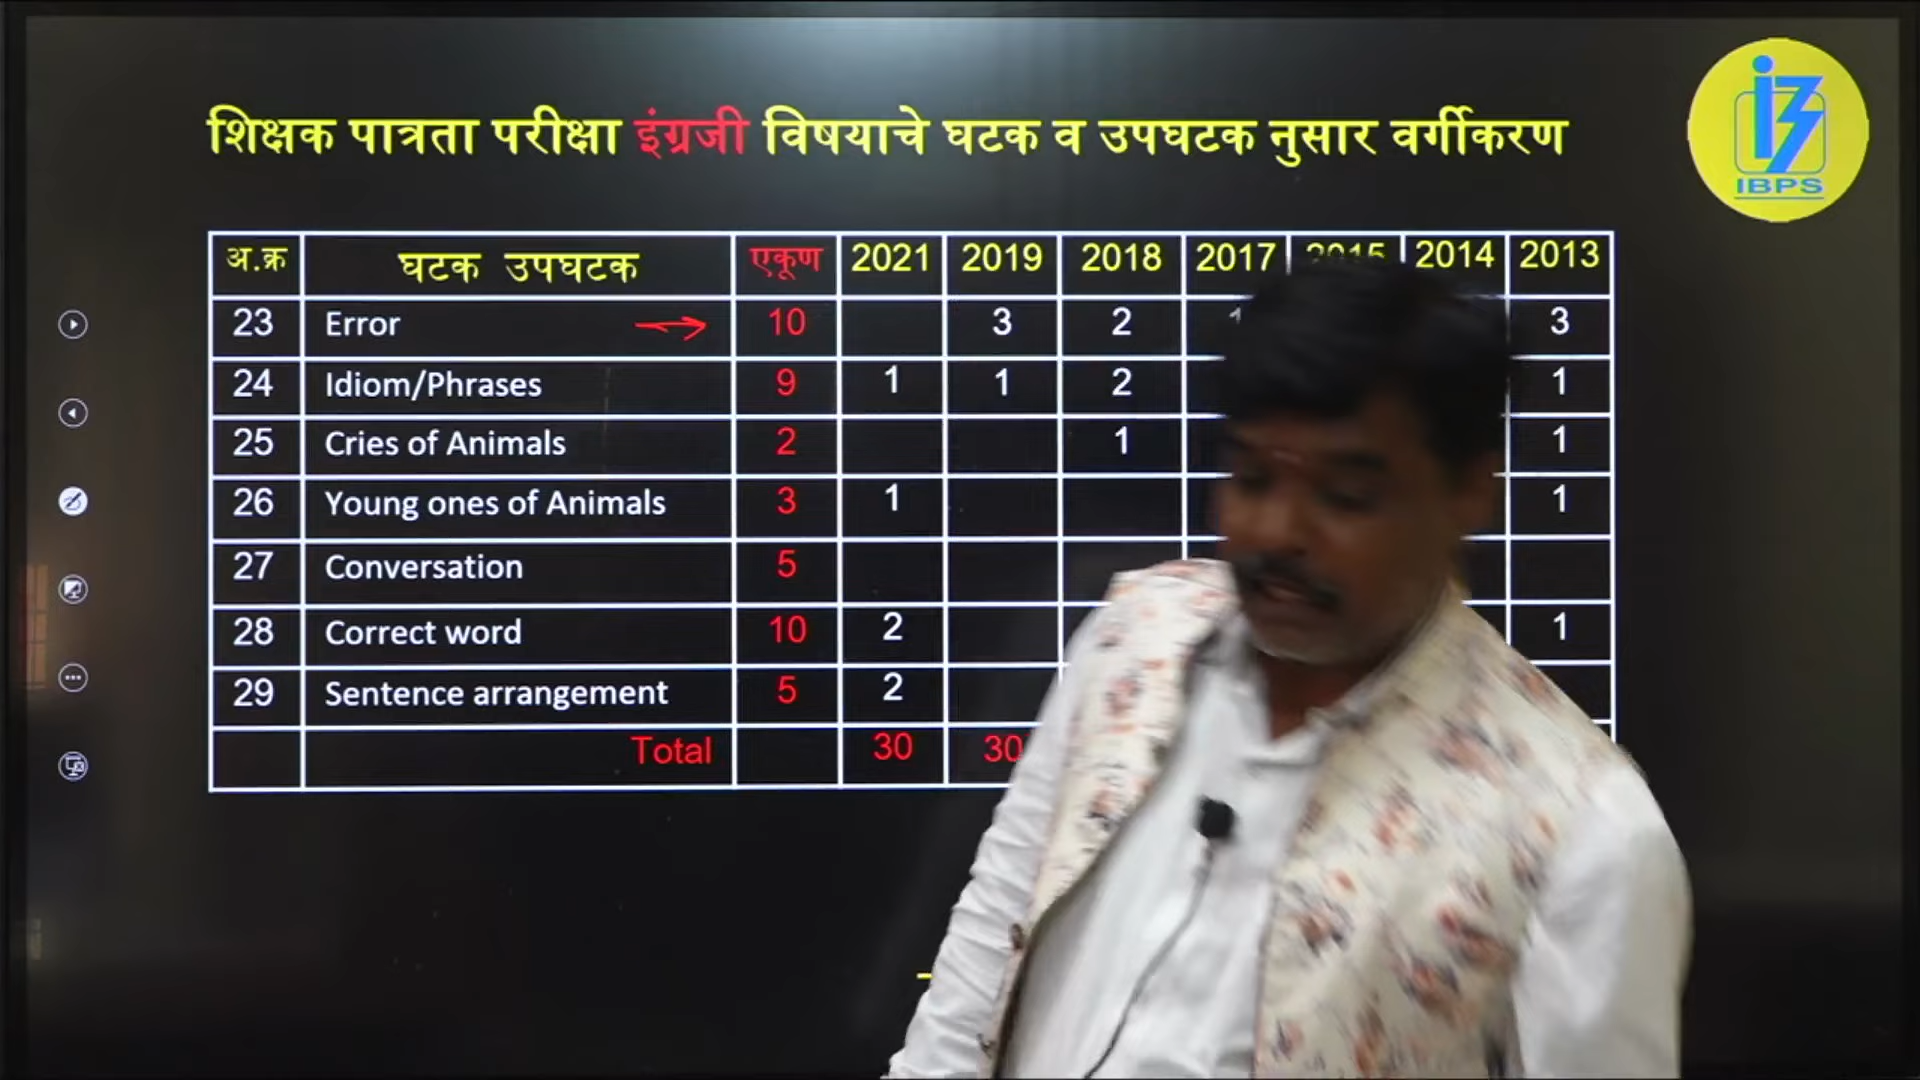 शिक्षक पात्रता परीक्षा इंग्रजी विषयाचे घटक व उपघटक नुसार वर्गीकरण
IBPS
अ.क्र घटक उपघटक एकूण 2021 2019 2018 2017 2015 2014 2013
23 Error 10 3 2 1 3
24 Idiom/Phrases 9 1 1 2 1
25 Cries of Animals 2 1 1
26 Young ones of Animals 3 1 1
27 Conversation 5
28 Correct word 10 2 1
29 Sentence arrangement 5 2
Total 30 30